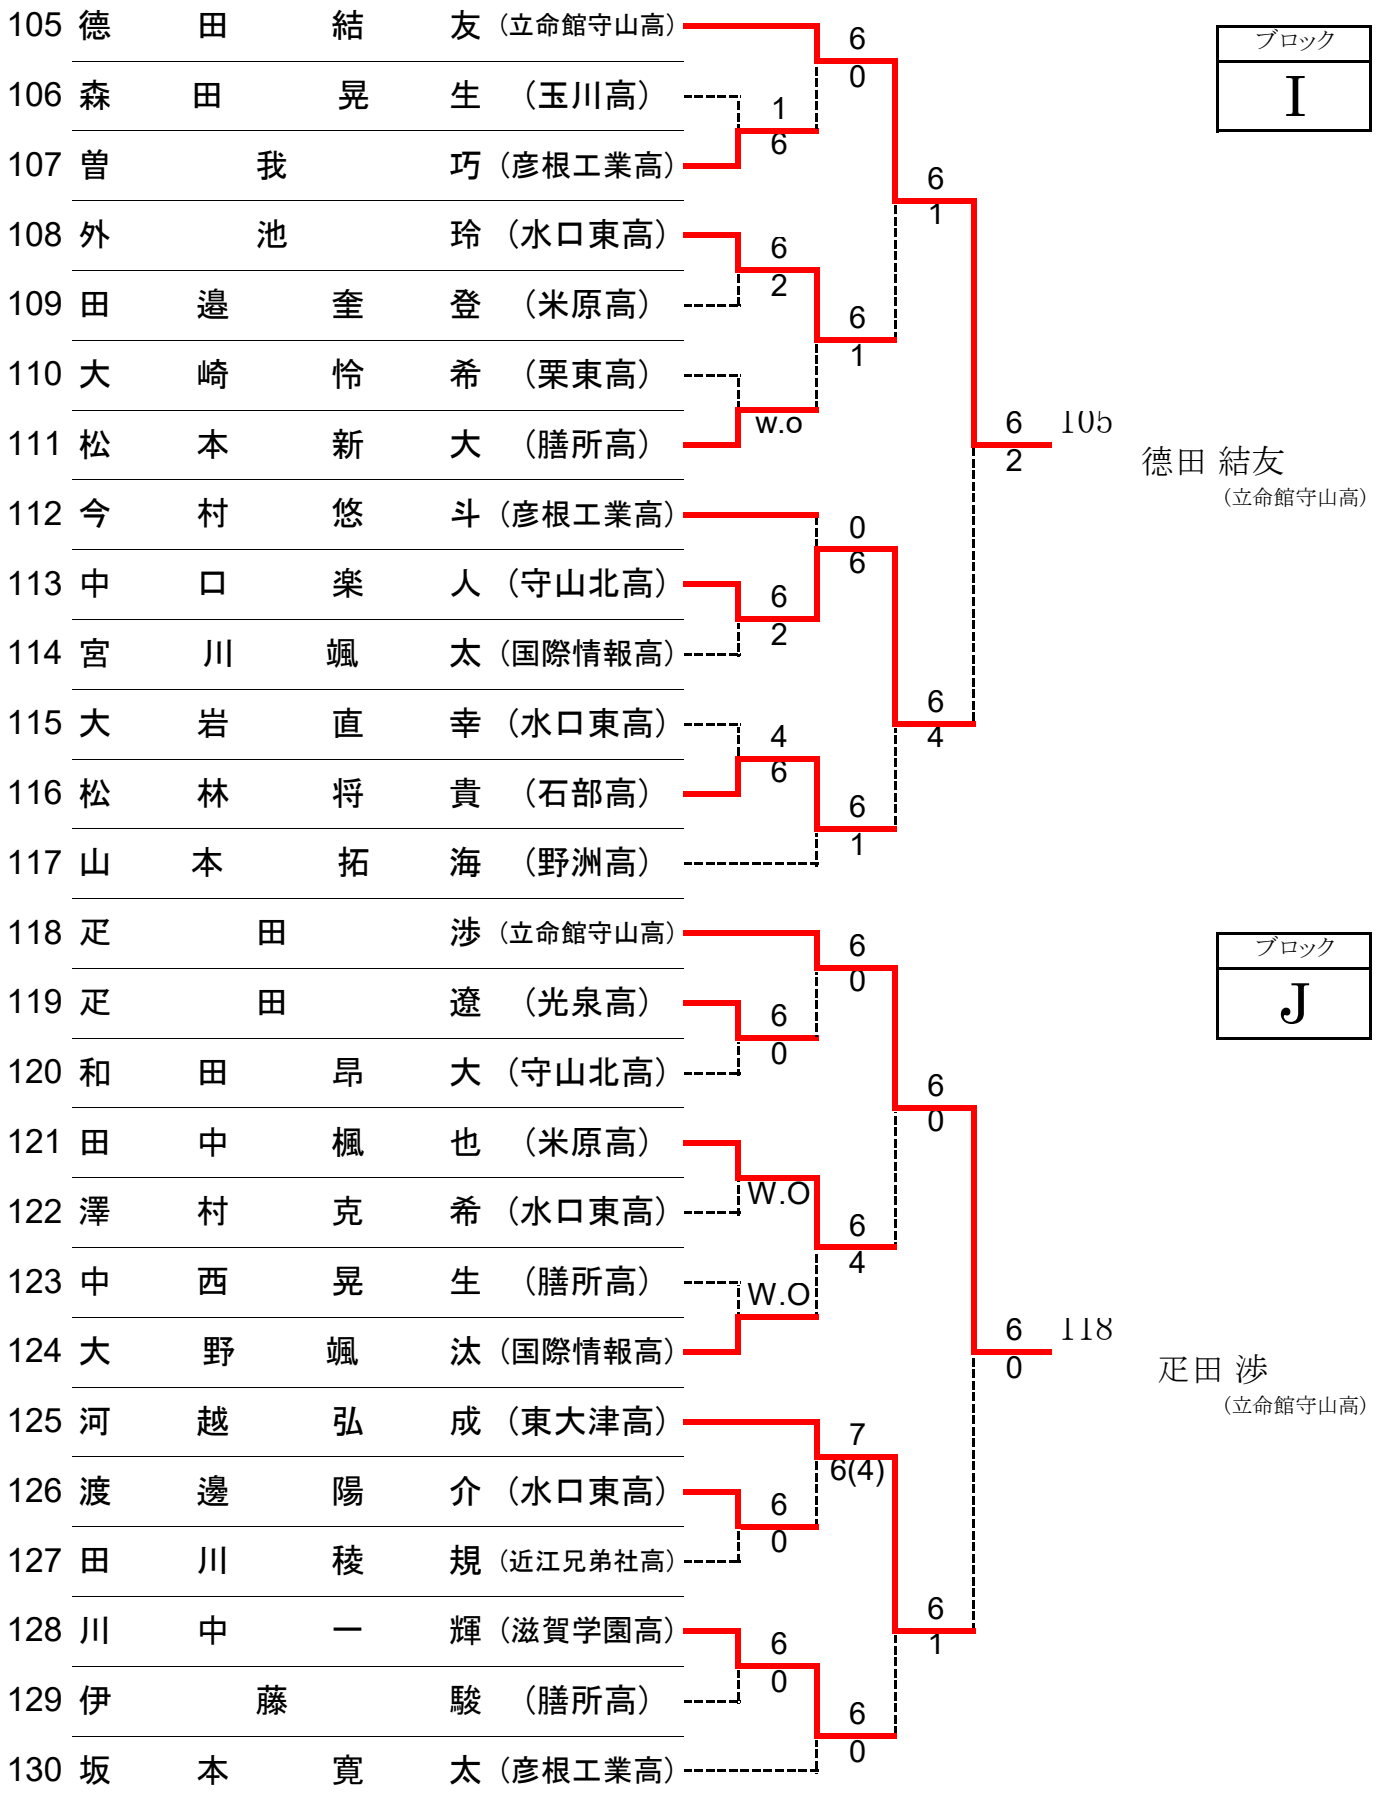 105 德田結友 (立命館守山高)
106 森田晃生 (玉川高)
107 曽我巧 (彦根工業高)
108 外池玲 (水口東高)
109 田邉奎登 (米原高)
110 大崎怜希 (栗東高)
111 松本新大 (膳所高)
112 今村悠斗 (彦根工業高)
113 中口楽人 (守山北高)
114 宮川颯太 (国際情報高)
115 大岩直幸 (水口東高)
116 松林将貴 (石部高)
117 山本拓海 (野洲高)
1
6
6
2
w.o
6
2
4
6
6
0
6
1
0
6
6
1
6
1
6
4
6
2
105
德田 結友
(立命館守山高)
ブロック
I
118 疋田渉 (立命館守山高)
119 疋田遼 (光泉高)
120 和田昂大 (守山北高)
121 田中楓也 (米原高)
122 澤村克希 (水口東高)
123 中西晃生 (膳所高)
124 大野颯汰 (国際情報高)
125 河越弘成 (東大津高)
126 渡邊陽介 (水口東高)
127 田川稜規 (近江兄弟社高)
128 川中一輝 (滋賀学園高)
129 伊藤駿 (膳所高)
130 坂本寛太 (彦根工業高)
6
0
W.O
W.O
6
0
6
0
6
0
6
4
7
6(4)
6
0
6
0
6
1
6
0
118
疋田 渉
(立命館守山高)
ブロック
J